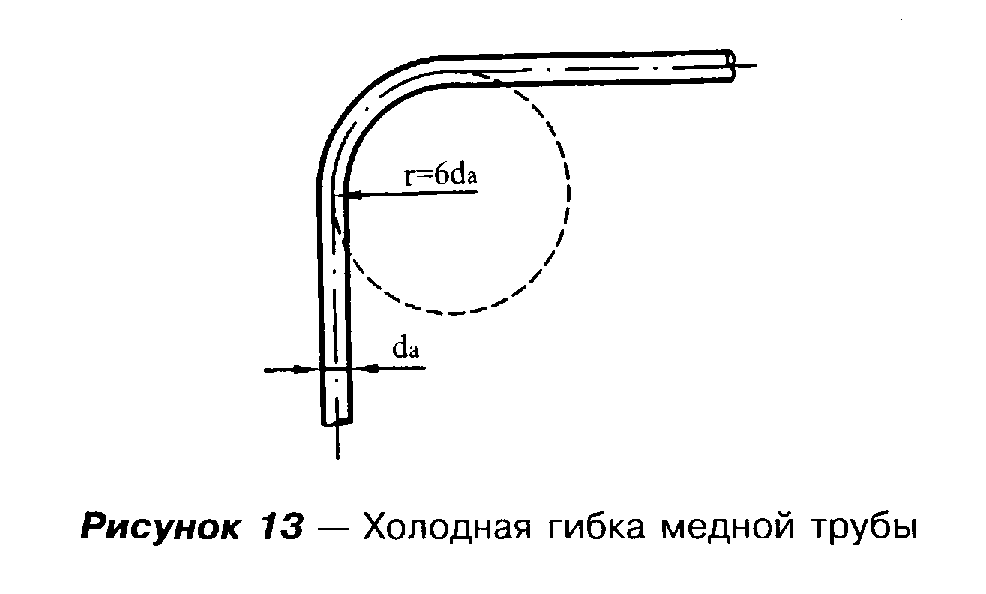 r=6da
da
Рисунок 13 — Холодная гибка медной трубы